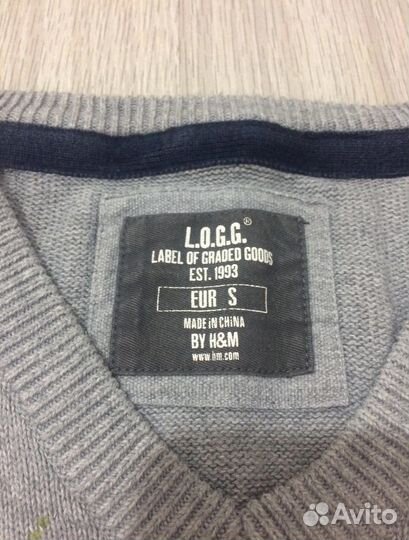 L.O.G.G.®
LABEL OF GRADED GOODS
EST. 1993
EUR S
MADE IN CHINA
BY H&M
www.hm.com
Avito